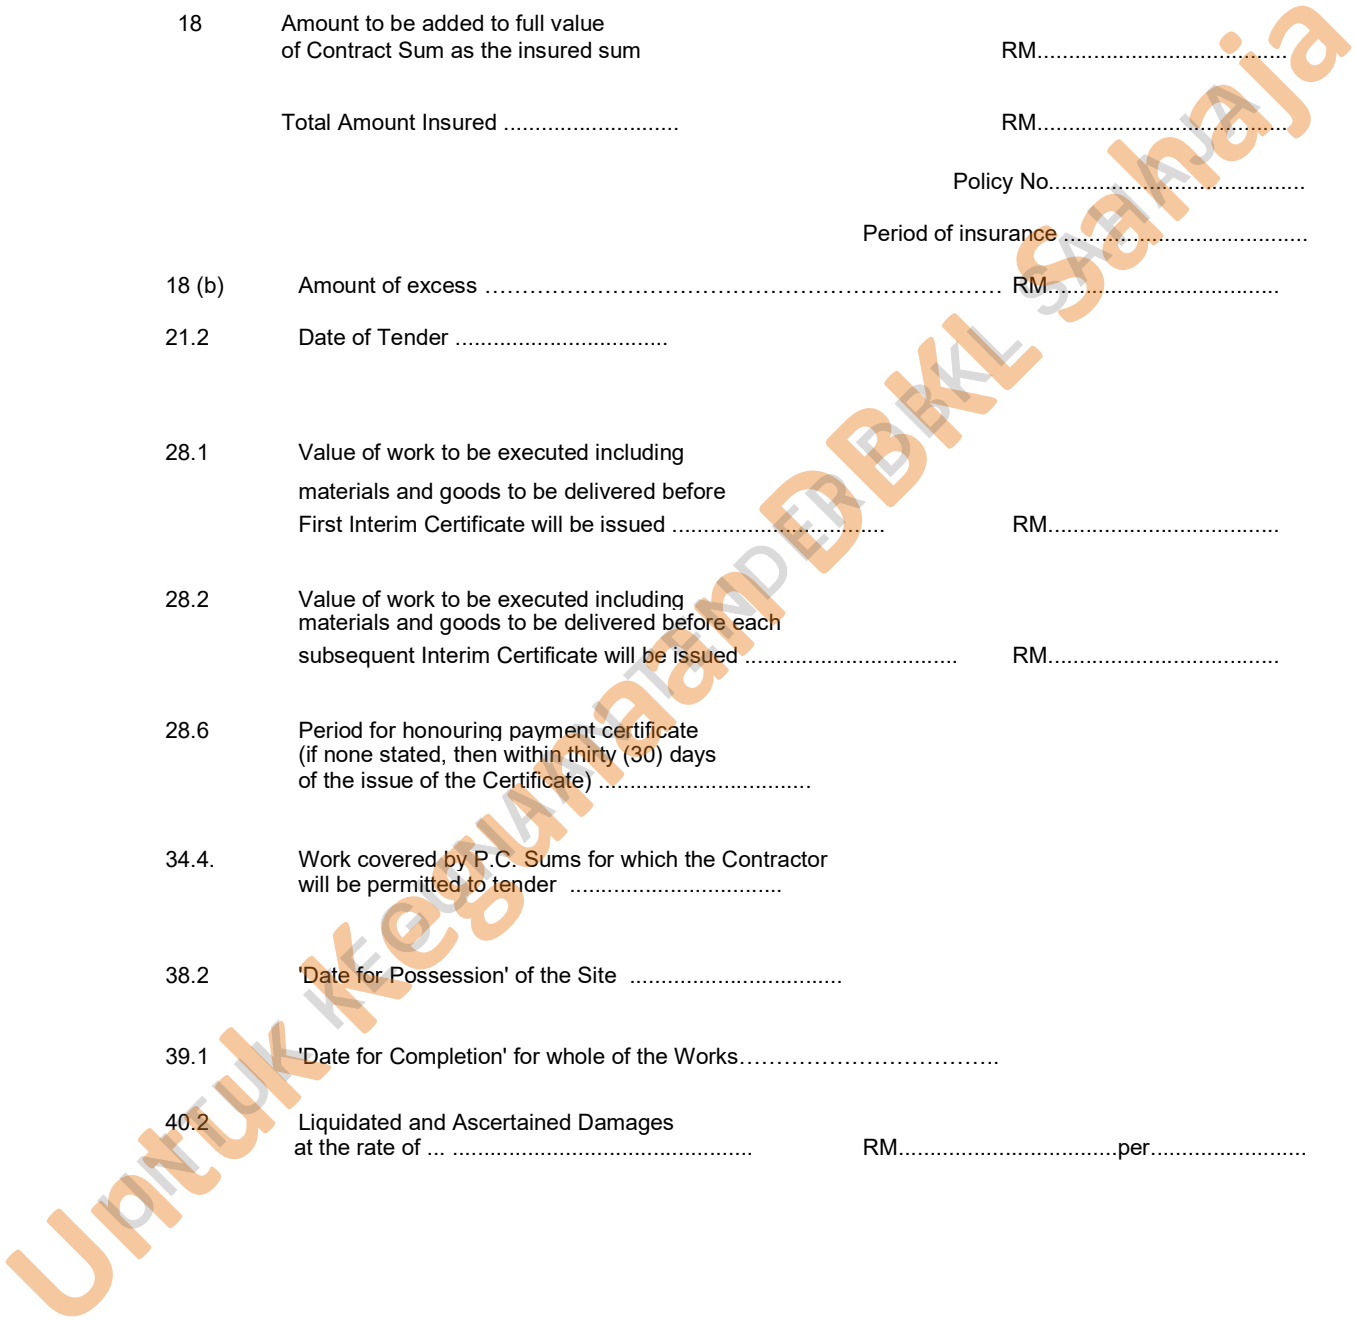 18 Amount to be added to full value
of Contract Sum as the insured sum RM........................................
Total Amount Insured ............................ RM........................................
Policy No.........................................
Period of insurance .......................................
18 (b) Amount of excess …………………………………………………………… RM.....................................
21.2 Date of Tender ..................................
28.1 Value of work to be executed including
materials and goods to be delivered before
First Interim Certificate will be issued .................................. RM.....................................
28.2 Value of work to be executed including
materials and goods to be delivered before each
subsequent Interim Certificate will be issued .................................. RM.....................................
28.6 Period for honouring payment certificate
(if none stated, then within thirty (30) days
of the issue of the Certificate) ..................................
34.4. Work covered by P.C. Sums for which the Contractor
will be permitted to tender ..................................
38.2 'Date for Possession' of the Site ..................................
39.1 'Date for Completion' for whole of the Works……………………………..
40.2 Liquidated and Ascertained Damages
at the rate of ... ................................................ RM...................................per.........................
Untuk Kegunaan DBKL Sahaja
UNTUK KEGUNAAN TENDER DBKL SAHAJA